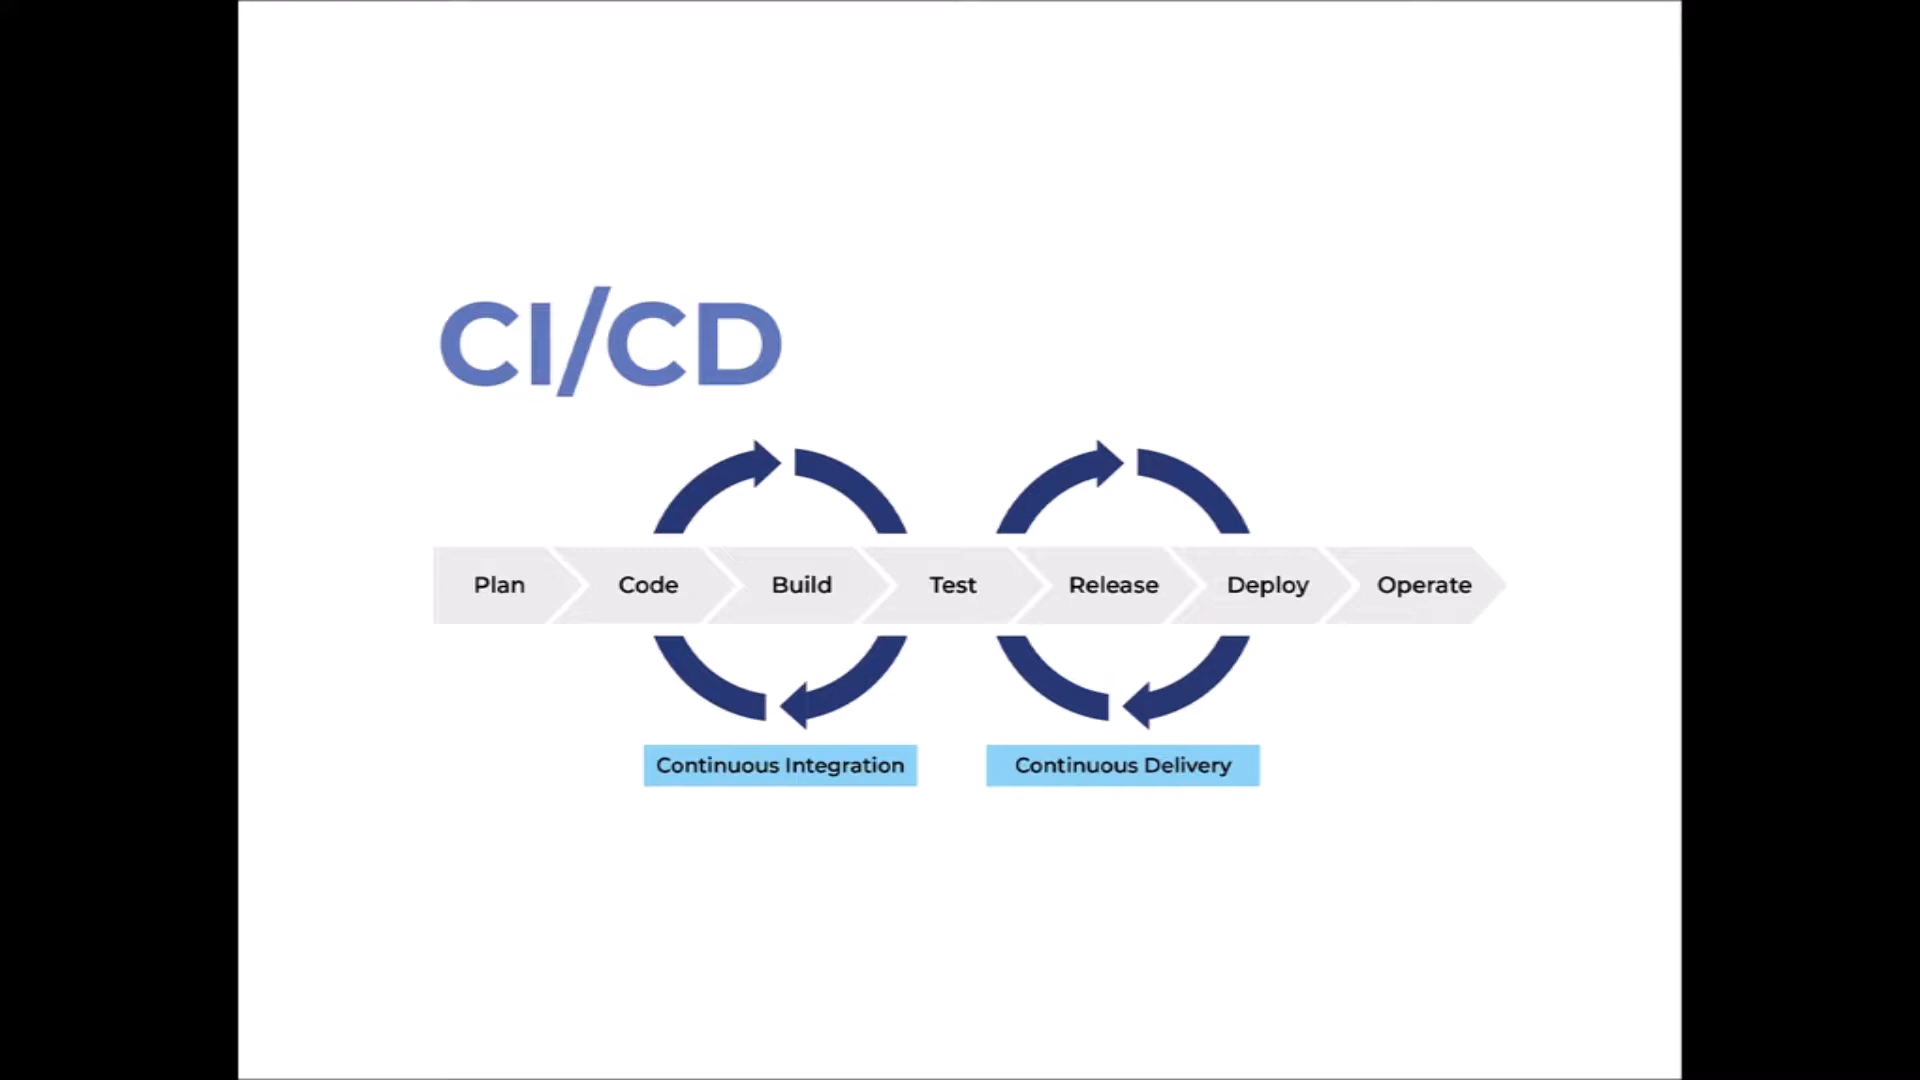 CI/CD
Plan Code Build Test Release Deploy Operate
Continuous Integration Continuous Delivery